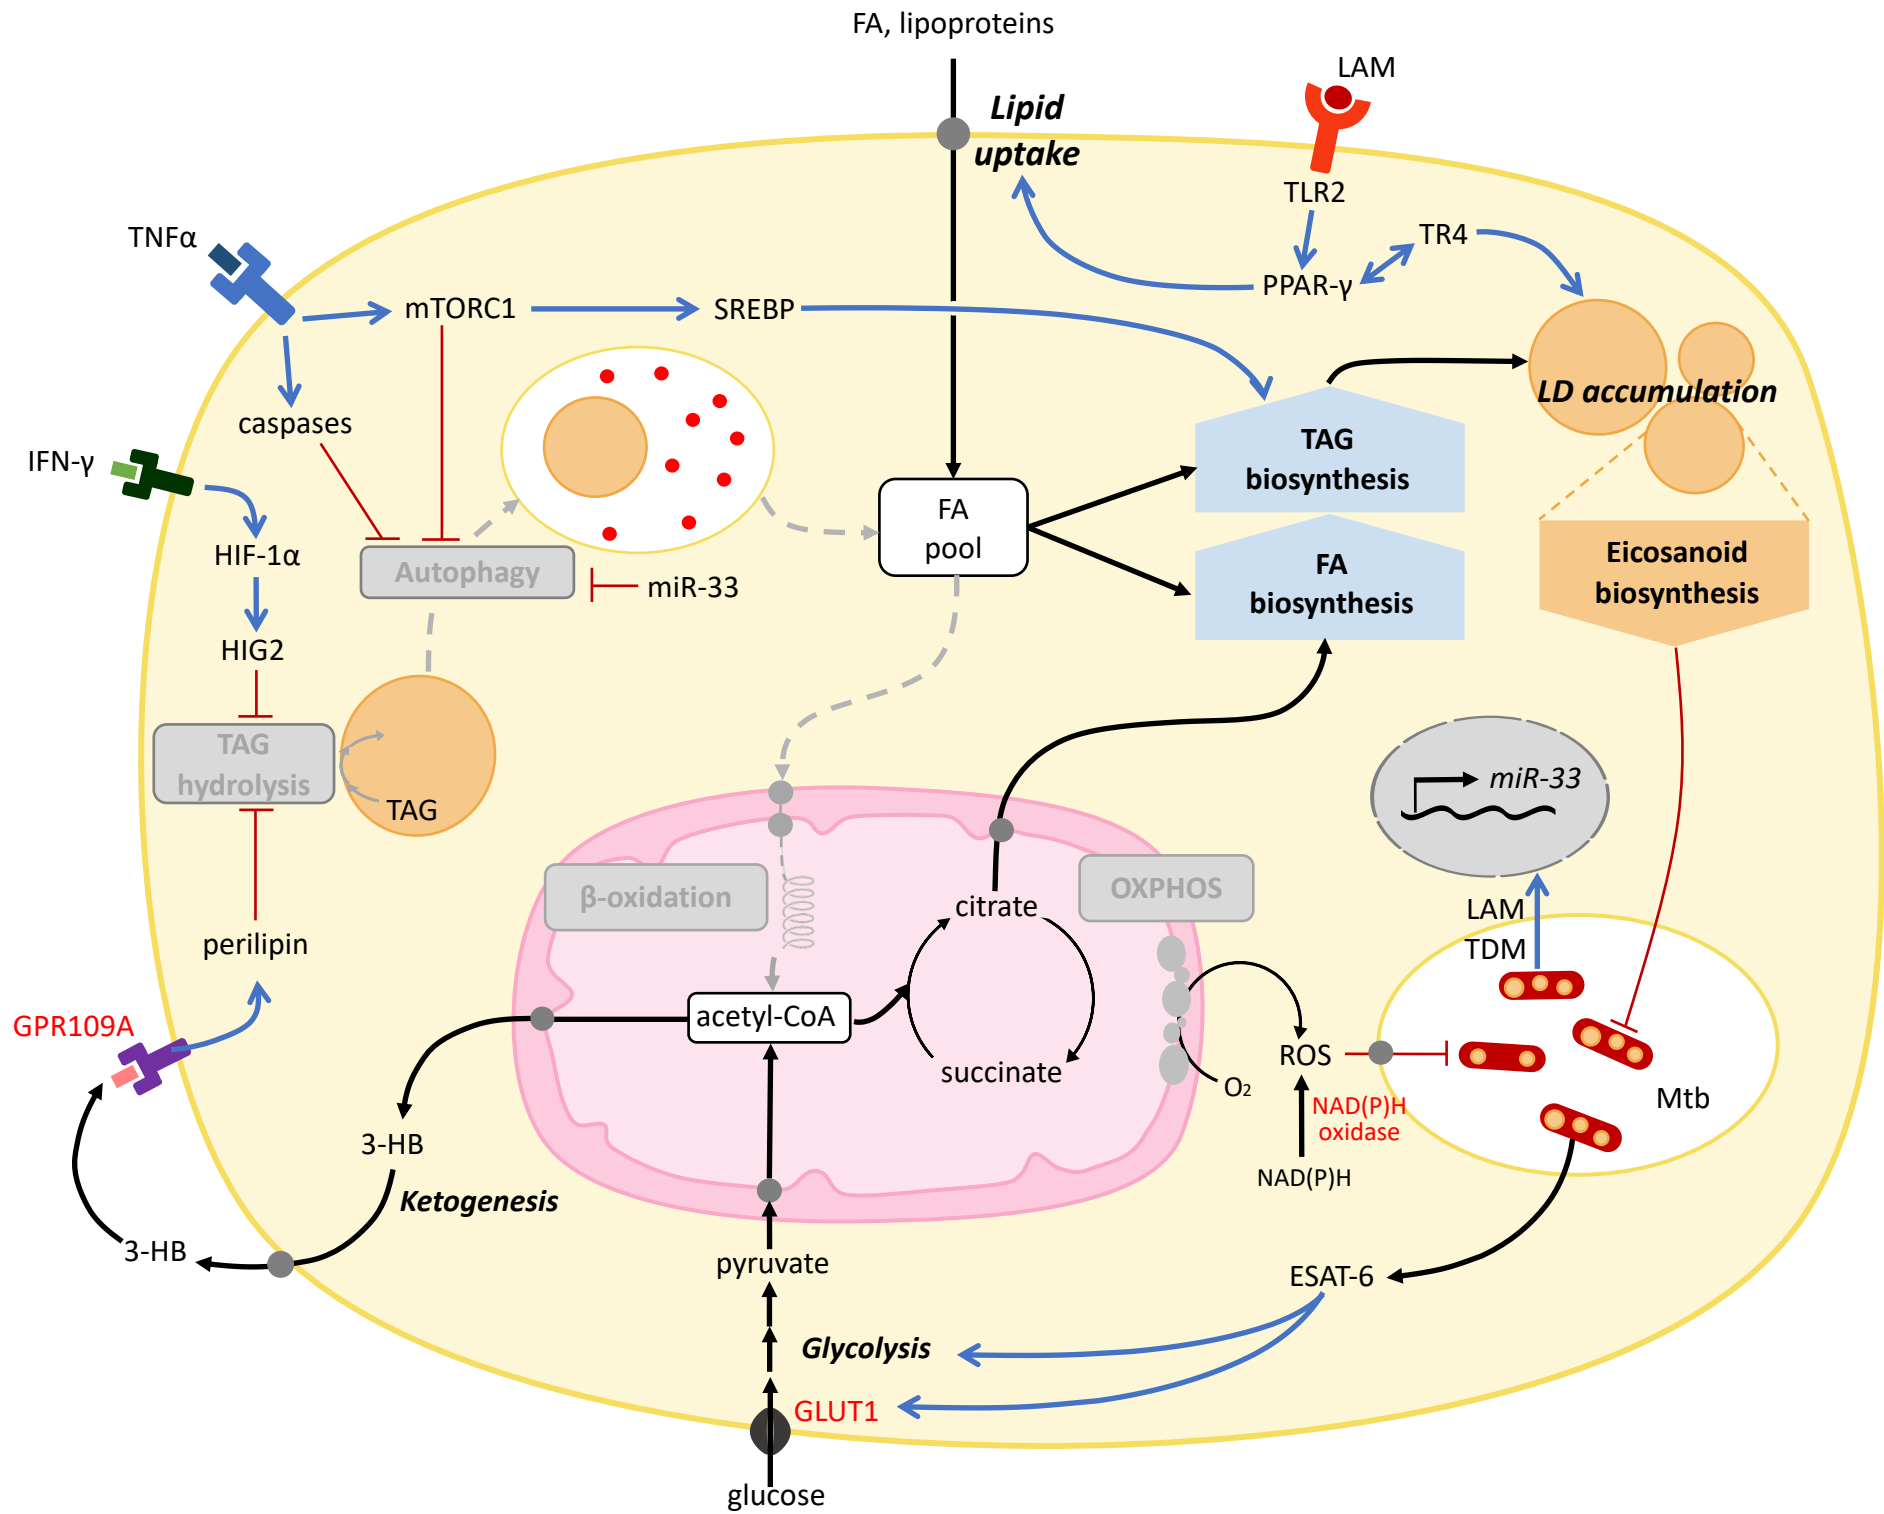 FA, lipoproteins
LAM
Lipid
uptake
TLR2
TNFα
TR4
PPAR-γ
mTORC1
SREBP
LD accumulation
caspases
TAG
biosynthesis
IFN-γ
FA
pool
HIF-1α
Autophagy
miR-33
FA
biosynthesis
Eicosanoid
biosynthesis
HIG2
TAG
hydrolysis
TAG
miR-33
β-oxidation
OXPHOS
citrate
LAM
TDM
perilipin
acetyl-CoA
GPR109A
succinate
ROS
O2
NAD(P)H
oxidase
Mtb
NAD(P)H
3-HB
Ketogenesis
3-HB
pyruvate
ESAT-6
Glycolysis
GLUT1
glucose